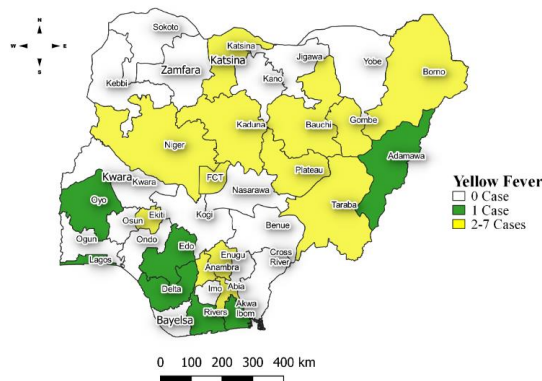 N
W E
S
Sokoto
Katsina
Jigawa
Yobe
Borno
Zamfara
Katsina
Kano
Kebbi
Kaduna
Bauchi
Gombe
Niger
Adamawa
Plateau
FCT
Kwara
Kwara
Nasarawa
Taraba
Oyo
Ekiti
Kogi
Osun
Benue
Ogun
Ondo
Edo
Enugu
Cross
River
Lagos
Anambra
Delta
Imo
Abia
Akwa
Ibom
Rivers
Bayelsa
Yellow Fever
0 Case
1 Case
2-7 Cases
0 100 200 300 400 km